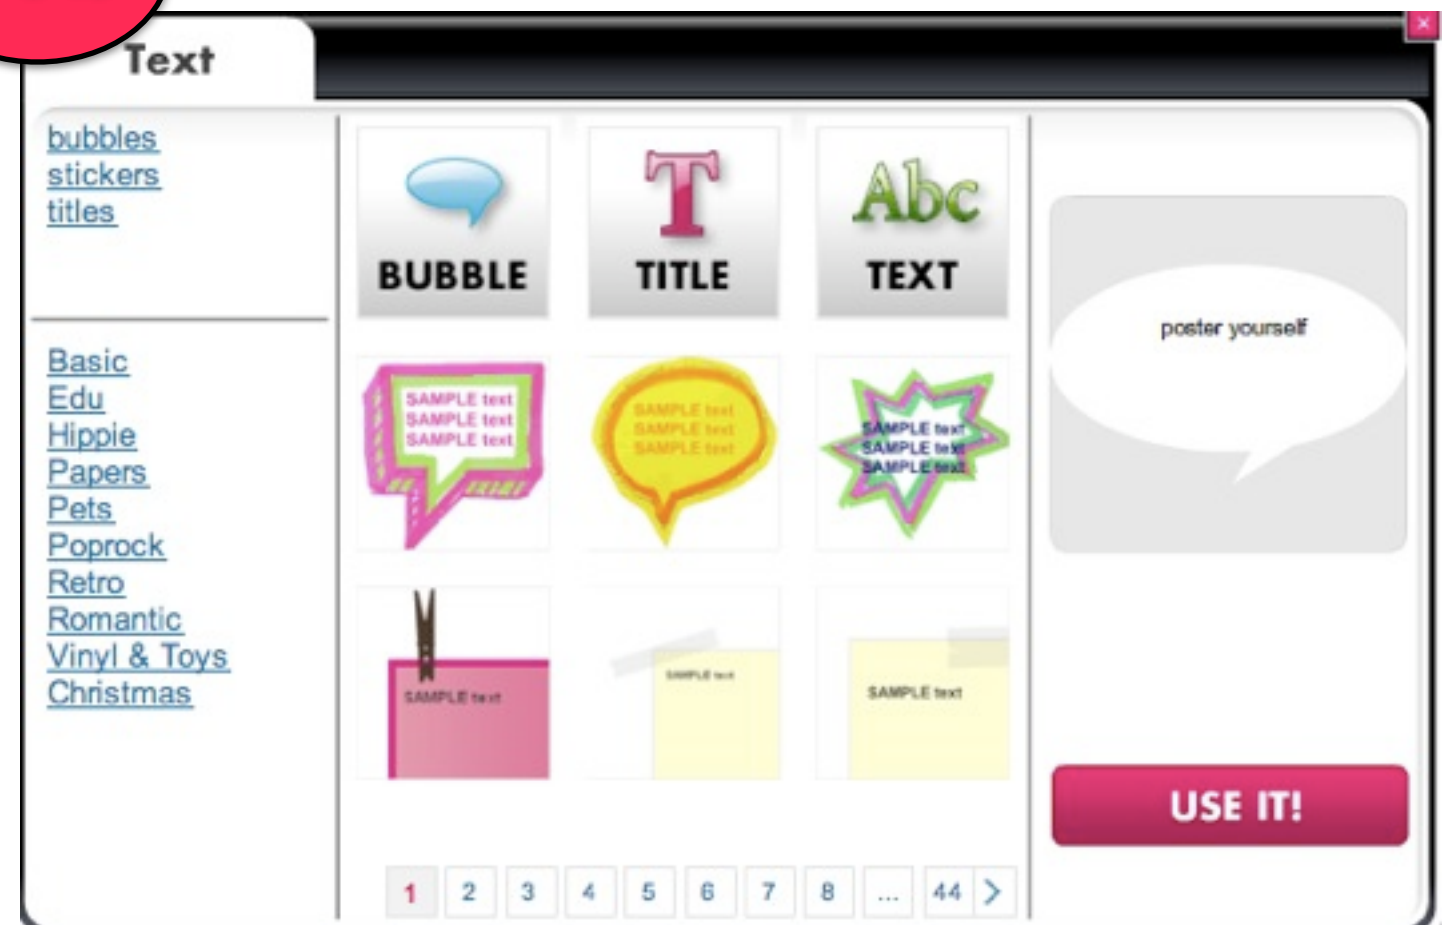 Text
bubbles
stickers
titles
Basic
Edu
Hippie
Papers
Pets
Poprock
Retro
Romantic
Vinyl & Toys
Christmas
BUBBLE
T
TITLE
Abc
TEXT
SAMPLE text
SAMPLE text
SAMPLE text
SAMPLE text
SAMPLE text
SAMPLE text
SAMPLE text
SAMPLE text
SAMPLE text
SAMPLE text
SAMPLE text
SAMPLE text
1 2 3 4 5 6 7 8 ... 44 >
poster yourself
USE IT!